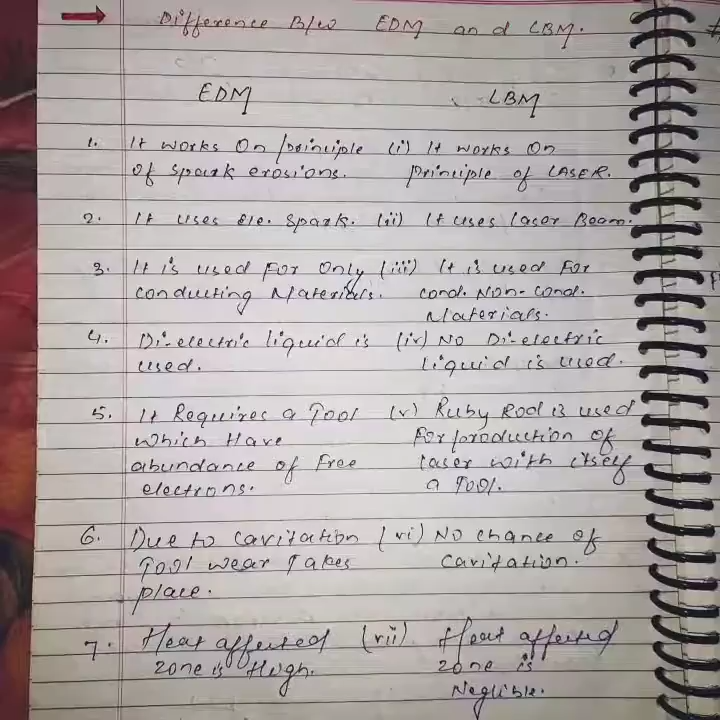 Difference B/w EDM and LBM.
EDM LBM
1. It works On principle (i) It works On
of spark erosions. principle of LASER.
2. It uses ele. Spark. (ii) It uses laser Beam.
3. It is used For Only (iii) It is used For
conducting Materials. cond. Non-cond.
Materials.
4. Di-electric liquid is (iv) No Di-electric
used. liquid is used.
5. It Requires a Tool (v) Ruby Rod is used
which Have For production of
abundance of Free laser with itself
electrons. a Tool.
6. Due to cavitation (vi) No chance of
Tool wear Takes cavitation.
place.
7. Heat affected (vii) Heat affected
zone is High. zone is
Neglible.